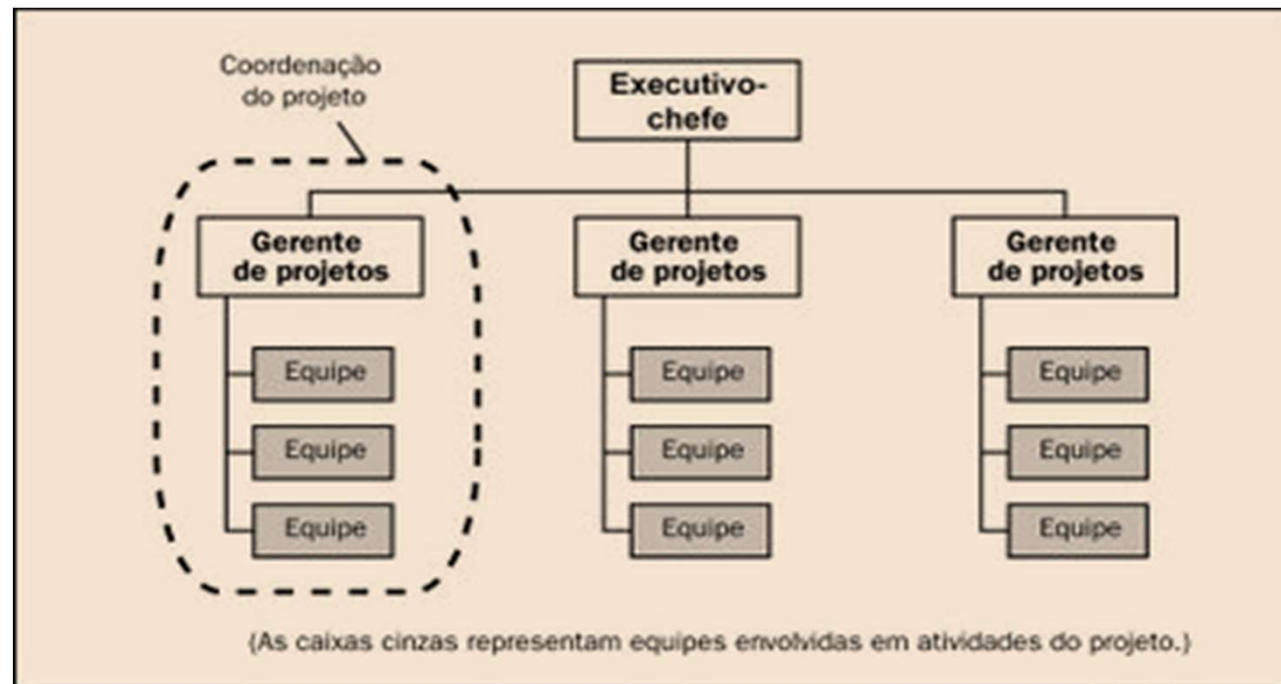 Coordenação
do projeto
Executivo-
chefe
Gerente
de projetos
Gerente
de projetos
Gerente
de projetos
Equipe
Equipe
Equipe
Equipe
Equipe
Equipe
Equipe
Equipe
Equipe
(As caixas cinzas representam equipes envolvidas em atividades do projeto.)